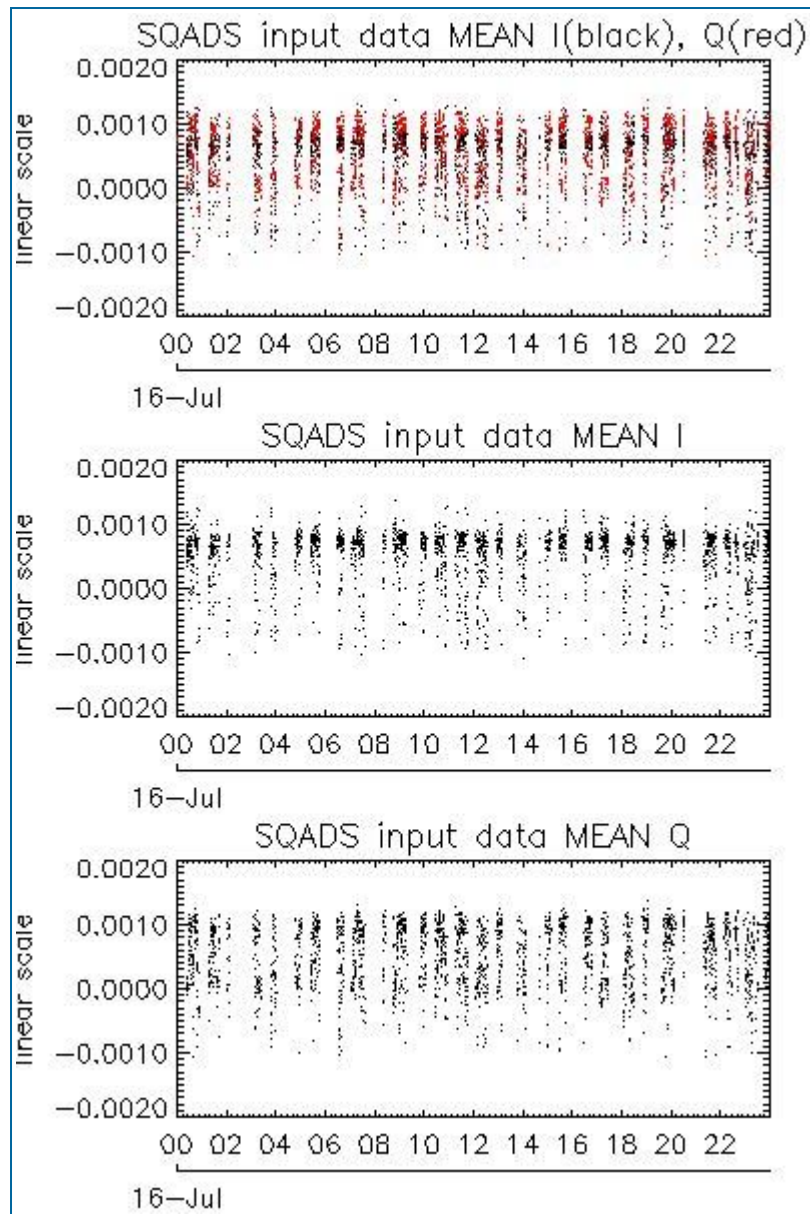 SQADS input data MEAN I(black), Q(red)
0.0020
0.0010
0.0000
−0.0010
−0.0020
linear scale
00 02 04 06 08 10 12 14 16 18 20 22
16−Jul
SQADS input data MEAN I
0.0020
0.0010
0.0000
−0.0010
−0.0020
linear scale
00 02 04 06 08 10 12 14 16 18 20 22
16−Jul
SQADS input data MEAN Q
0.0020
0.0010
0.0000
−0.0010
−0.0020
linear scale
00 02 04 06 08 10 12 14 16 18 20 22
16−Jul